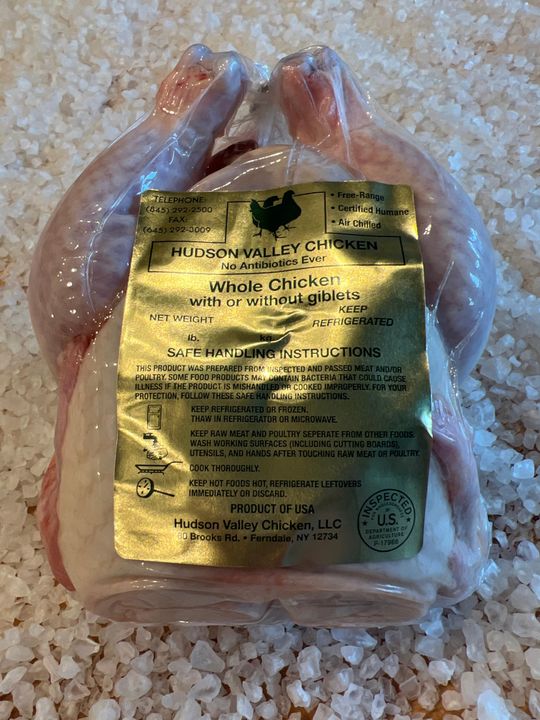 TELEPHONE:
(845) 292-2500
FAX:
(845) 292-3009
• Free-Range
• Certified Humane
• Air Chilled
HUDSON VALLEY CHICKEN
No Antibiotics Ever
Whole Chicken
with or without giblets
NET WEIGHT
KEEP
REFRIGERATED
lb.
kg.
SAFE HANDLING INSTRUCTIONS
THIS PRODUCT WAS PREPARED FROM INSPECTED AND PASSED MEAT AND/OR
POULTRY. SOME FOOD PRODUCTS MAY CONTAIN BACTERIA THAT COULD CAUSE
ILLNESS IF THE PRODUCT IS MISHANDLED OR COOKED IMPROPERLY. FOR YOUR
PROTECTION, FOLLOW THESE SAFE HANDLING INSTRUCTIONS.
KEEP REFRIGERATED OR FROZEN.
THAW IN REFRIGERATOR OR MICROWAVE.
KEEP RAW MEAT AND POULTRY SEPERATE FROM OTHER FOODS.
WASH WORKING SURFACES (INCLUDING CUTTING BOARDS),
UTENSILS, AND HANDS AFTER TOUCHING RAW MEAT OR POULTRY.
COOK THOROUGHLY.
KEEP HOT FOODS HOT, REFRIGERATE LEFTOVERS
IMMEDIATELY OR DISCARD.
PRODUCT OF USA
Hudson Valley Chicken, LLC
Brooks Rd. • Ferndale, NY 12734
INSPECTED
U.S.
DEPARTMENT OF
AGRICULTURE